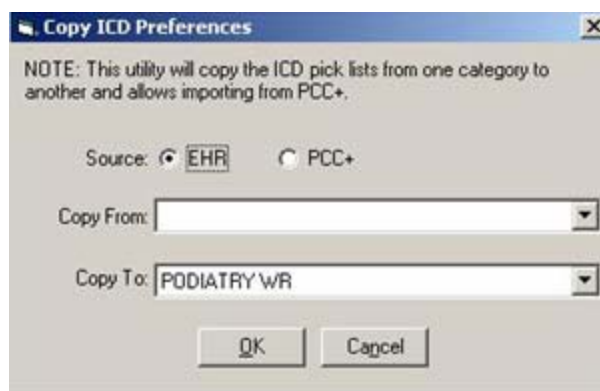 Copy ICD Preferences
NOTE: This utility will copy the ICD pick lists from one category to
another and allows importing from PCC+.
Source: EHR PCC+
Copy From:
Copy To: PODIATRY WR
OK Cancel